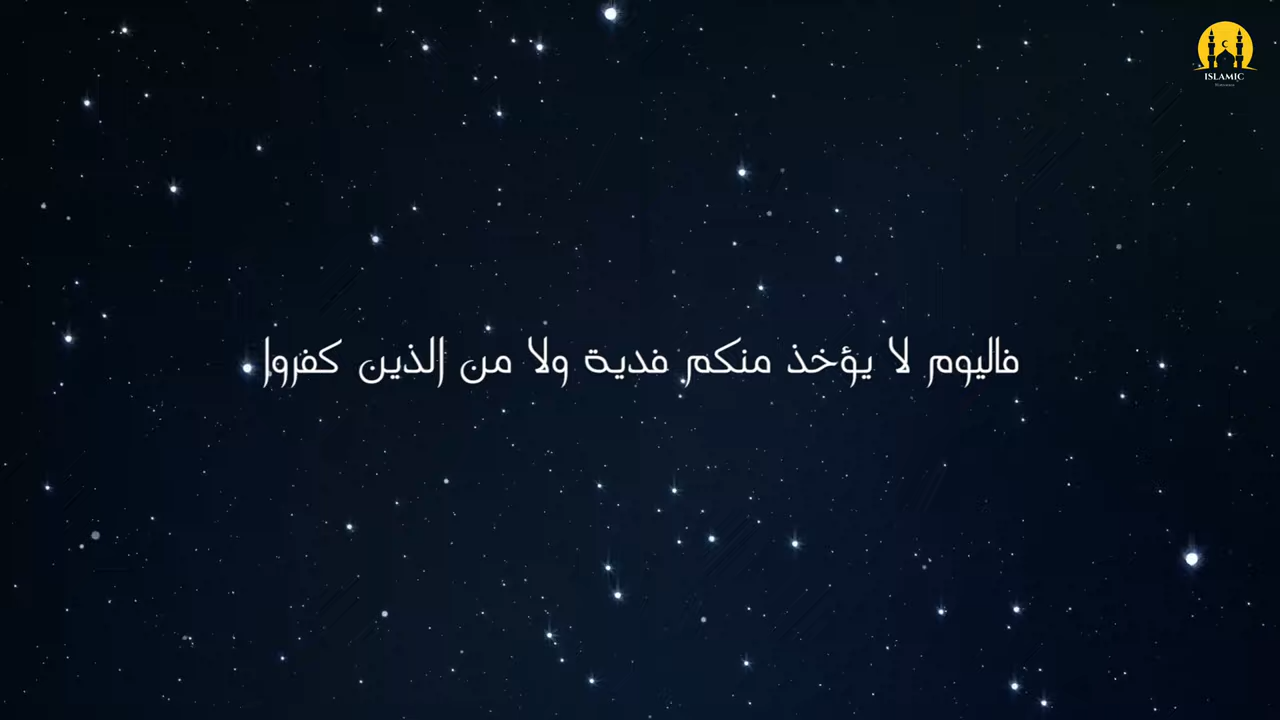 ISLAMIC
فاليوم لا يؤخذ منكم فدية ولا من الذين كفروا